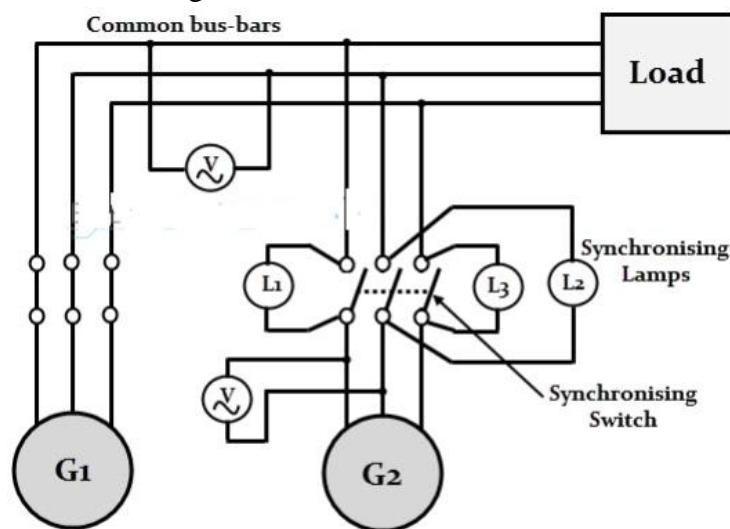 Common bus-bars
Load
V
L1
L3
L2
Synchronising
Lamps
V
Synchronising
Switch
G1
G2